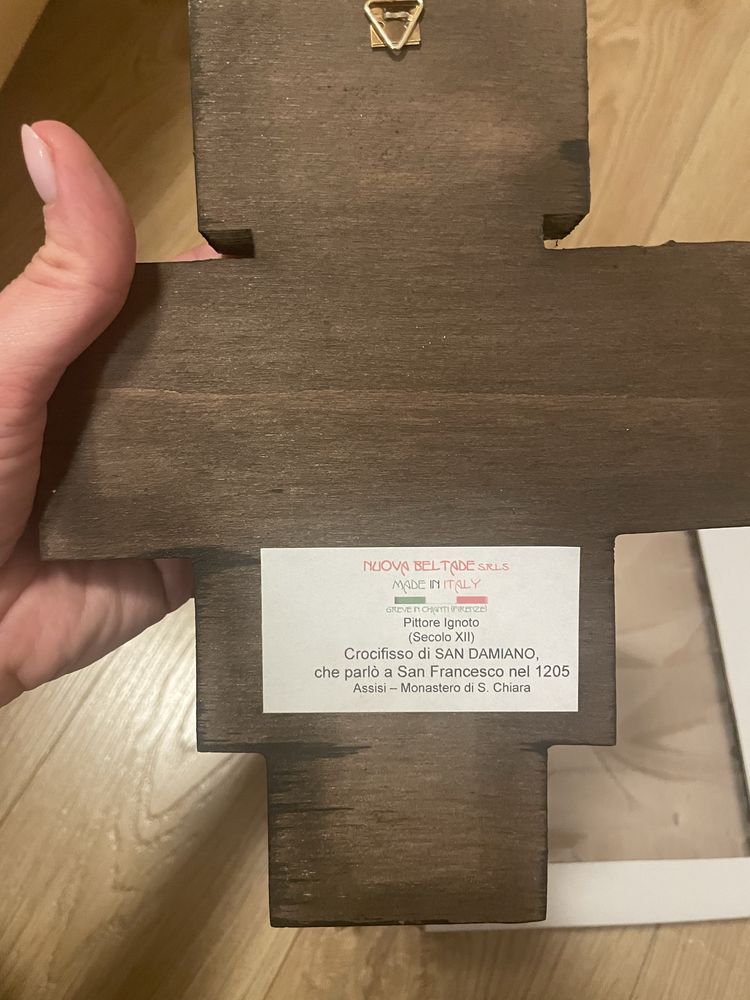 NUOVA BELTADE S.R.L.S
MADE IN ITALY
GREVE IN CHIANTI (FIRENZE)
Pittore Ignoto
(Secolo XII)
Crocifisso di SAN DAMIANO,
che parlò a San Francesco nel 1205
Assisi – Monastero di S. Chiara